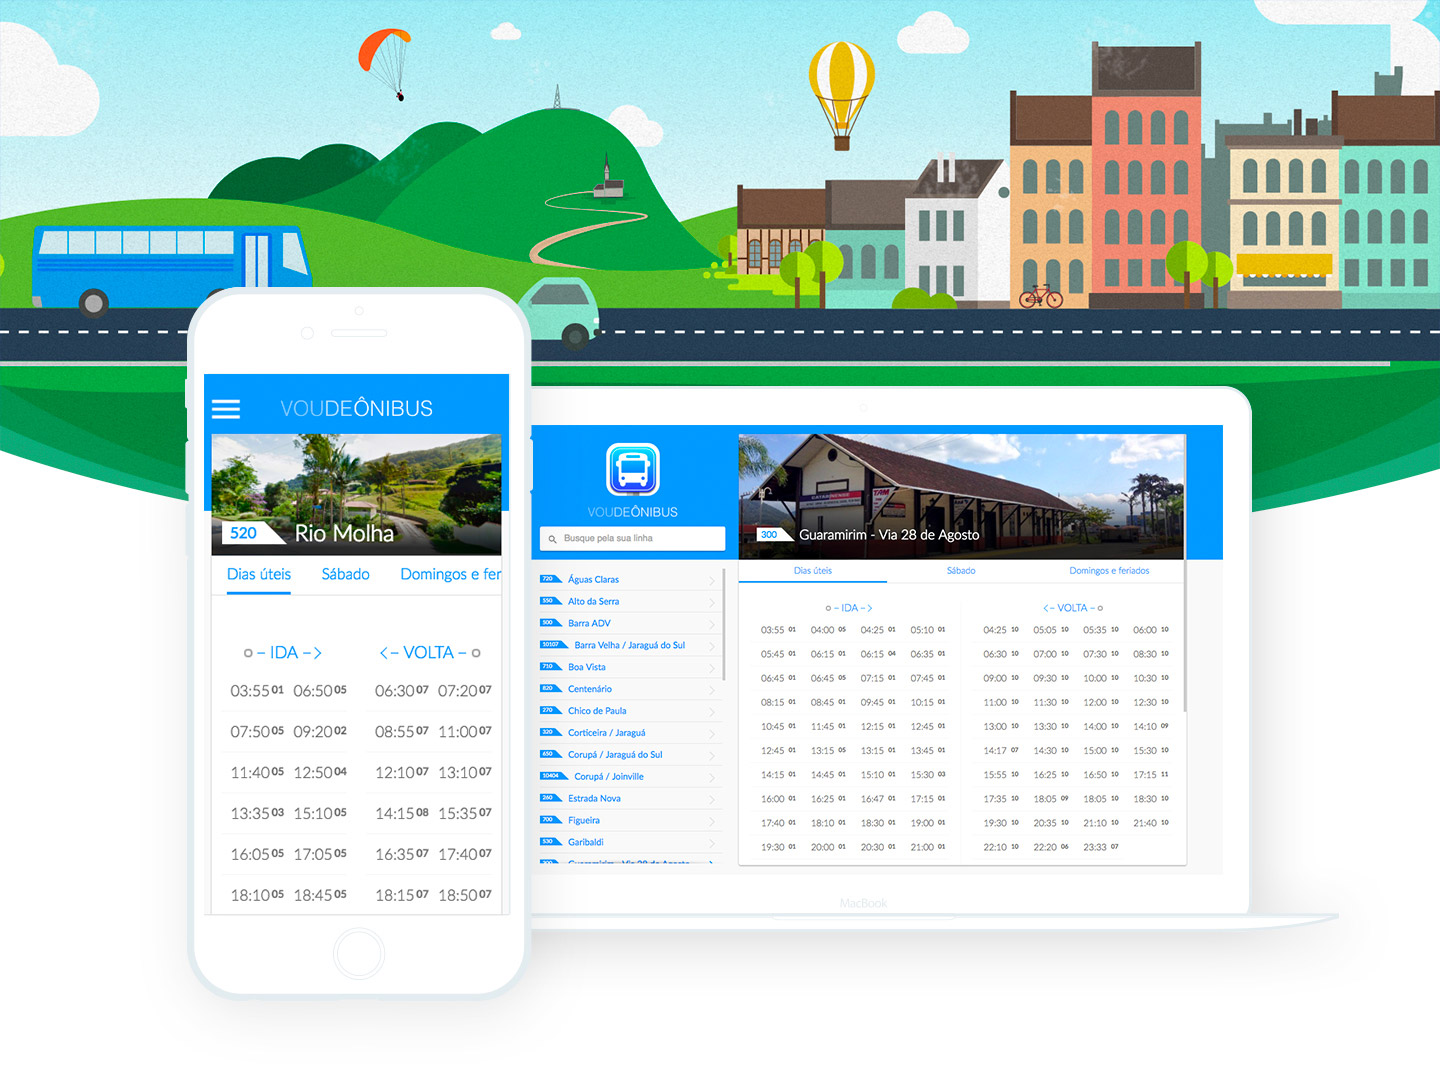 VOUDEÔNIBUS
520 Rio Molha
Dias úteis Sábado Domingos e fer
– IDA –> <– VOLTA –
03:55 01 06:50 05 06:30 07 07:20 07
07:50 05 09:20 02 08:55 07 11:00 07
11:40 05 12:50 04 12:10 07 13:10 07
13:35 03 15:10 05 14:15 08 15:35 07
16:05 05 17:05 05 16:35 07 17:40 07
18:10 05 18:45 05 18:15 07 18:50 07
VOUDEÔNIBUS
Busque pela sua linha
720 Águas Claras
550 Alto da Serra
500 Barra ADV
10107 Barra Velha / Jaraguá do Sul
710 Boa Vista
820 Centenário
270 Chico de Paula
320 Corticeira / Jaraguá
650 Corupá / Jaraguá do Sul
10404 Corupá / Joinville
260 Estrada Nova
700 Figueira
530 Garibaldi
300 Guaramirim - Via 28 de Agosto
CATARINENSE
TAM
300 Guaramirim - Via 28 de Agosto
Dias úteis Sábado Domingos e feriados
– IDA –> <– VOLTA –
03:55 01 04:00 05 04:25 01 05:10 01 04:25 10 05:05 10 05:35 10 06:00 10
05:45 01 06:15 01 06:15 04 06:35 01 06:30 10 07:00 10 07:30 10 08:30 10
06:45 01 06:45 05 07:15 01 07:45 01 09:00 10 09:30 10 10:00 10 10:30 10
08:15 01 08:45 01 09:45 01 10:15 01 11:00 10 11:30 10 12:00 10 12:30 10
10:45 01 11:45 01 12:15 01 12:45 01 13:00 10 13:30 10 14:00 10 14:10 09
12:45 01 13:15 05 13:15 01 13:45 01 14:17 07 14:30 10 15:00 10 15:30 10
14:15 01 14:45 01 15:10 01 15:30 03 15:55 10 16:25 10 16:50 10 17:15 11
16:00 01 16:25 01 16:47 01 17:15 01 17:35 10 18:05 09 18:05 10 18:30 10
17:40 01 18:10 01 18:30 01 19:00 01 19:30 10 20:35 10 21:10 10 21:40 10
19:30 01 20:00 01 20:30 01 21:00 01 22:10 10 22:20 06 23:33 07
MacBook